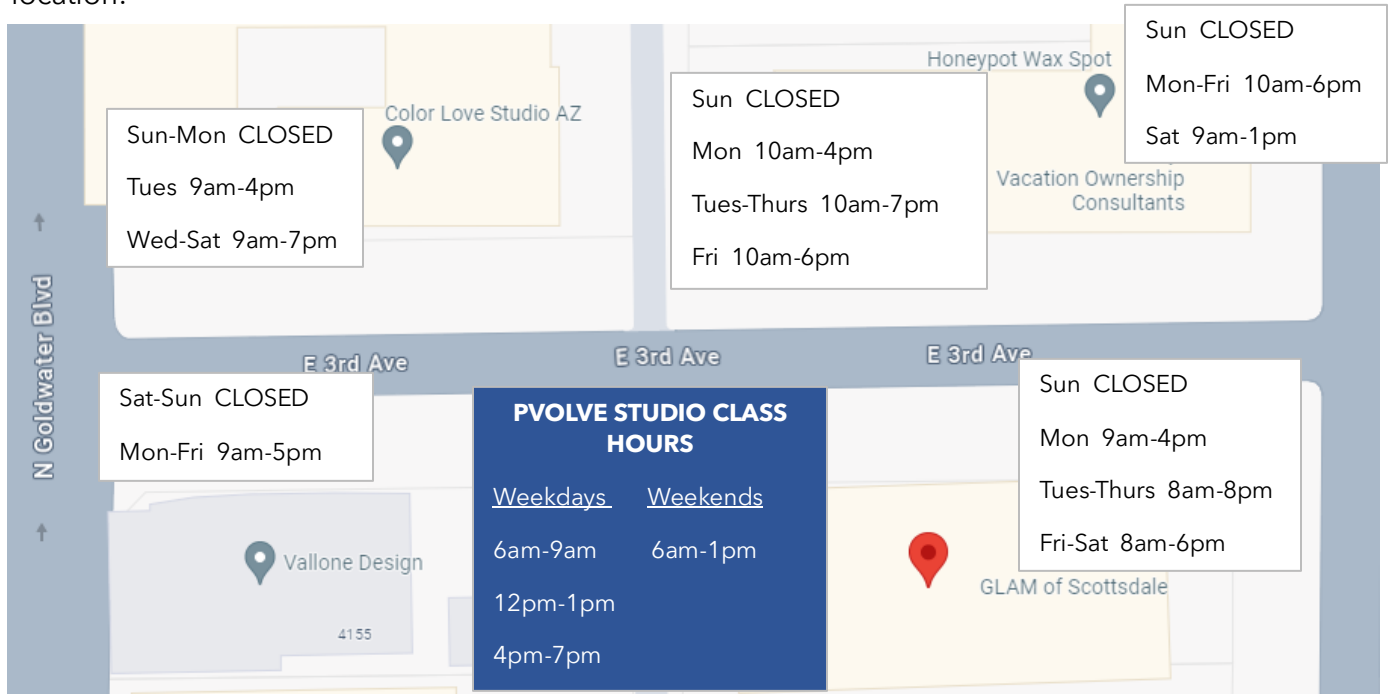 location.
Sun CLOSED
Mon-Fri 10am-6pm
Sat 9am-1pm
Honeypot Wax Spot
Sun CLOSED
Mon 10am-4pm
Tues-Thurs 10am-7pm
Fri 10am-6pm
Color Love Studio AZ
Sun-Mon CLOSED
Tues 9am-4pm
Wed-Sat 9am-7pm
Vacation Ownership
Consultants
N Goldwater Blvd
E 3rd Ave
E 3rd Ave
E 3rd Ave
Sat-Sun CLOSED
Mon-Fri 9am-5pm
PVOLVE STUDIO CLASS
HOURS
Weekdays Weekends
6am-9am 6am-1pm
12pm-1pm
4pm-7pm
Sun CLOSED
Mon 9am-4pm
Tues-Thurs 8am-8pm
Fri-Sat 8am-6pm
Vallone Design
4155
GLAM of Scottsdale